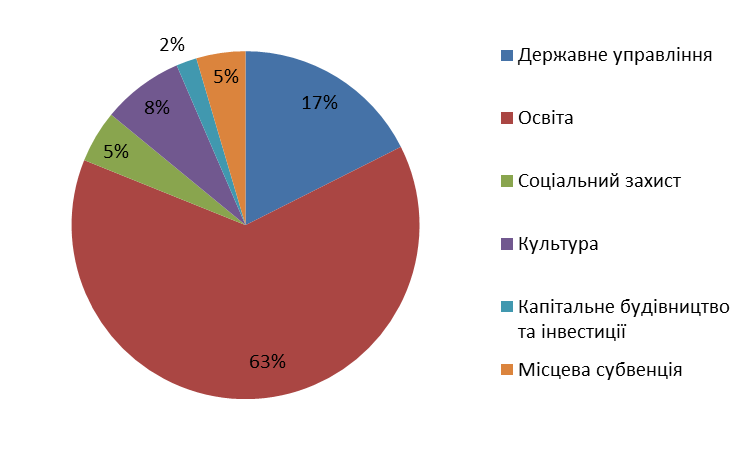 2%
5%
17%
8%
5%
63%
Державне управління
Освіта
Соціальний захист
Культура
Капітальне будівництво
та інвестиції
Місцева субвенція